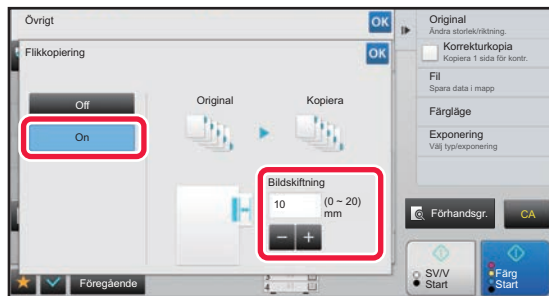 Övrigt
OK
Flikkopiering
OK
Off
On
Original
Kopiera
Bildskiftning
10
(0 ~ 20)
mm
Föregående
Original
Ändra storlek/riktning.
Korrekturkopia
Kopiera 1 sida för kontr.
Fil
Spara data i mapp
Färgläge
Exponering
Välj typ/exponering
Förhandsgr.
CA
SV/V
Start
Färg
Start